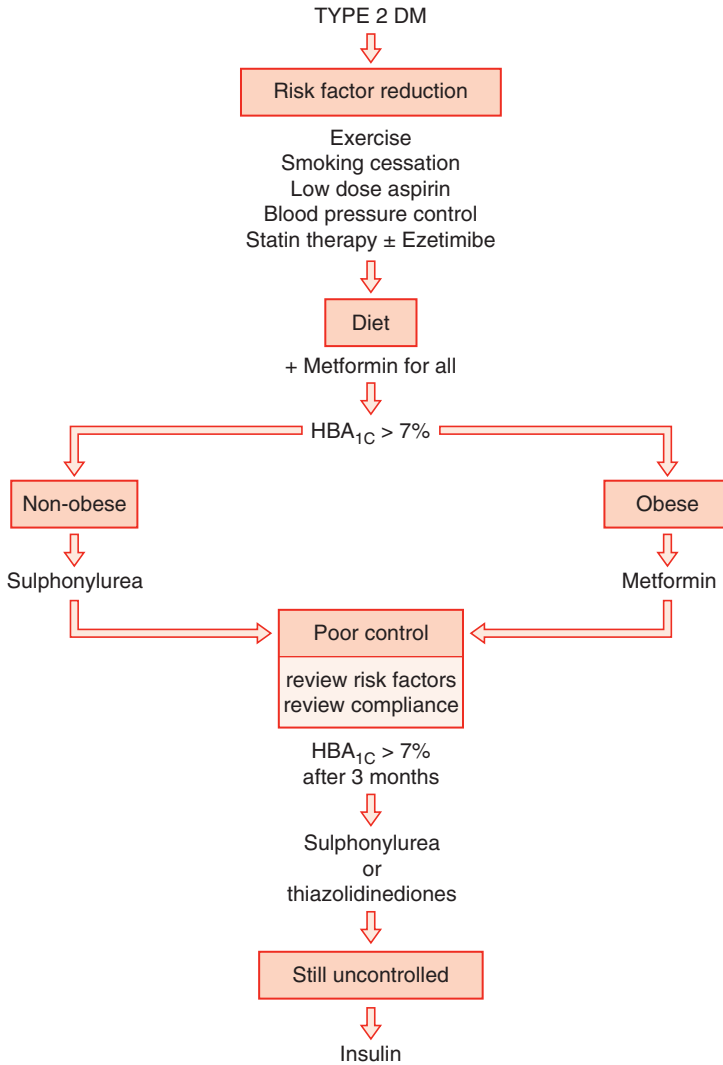 TYPE 2 DM
Risk factor reduction
Exercise
Smoking cessation
Low dose aspirin
Blood pressure control
Statin therapy ± Ezetimibe
Diet
+ Metformin for all
HBA1C > 7%
Non-obese
Obese
Sulphonylurea
Metformin
Poor control
review risk factors
review compliance
HBA1C > 7%
after 3 months
Sulphonylurea
or
thiazolidinediones
Still uncontrolled
Insulin